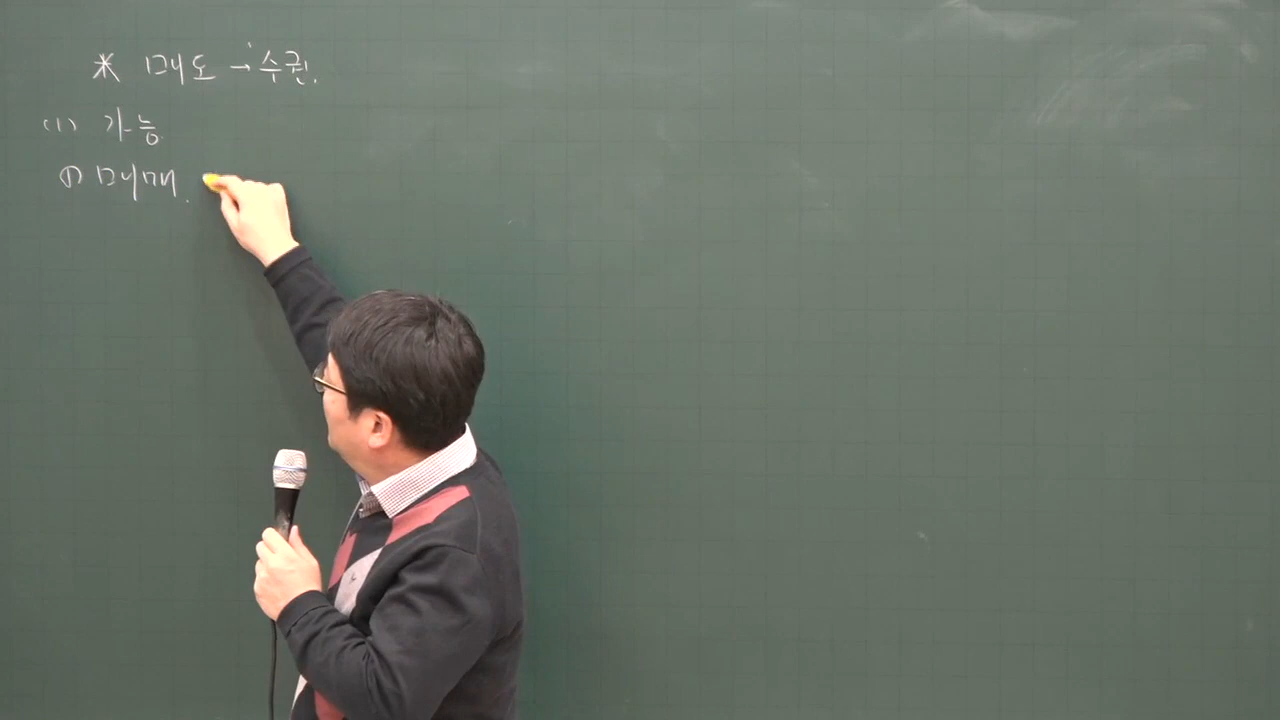 ※ 매도 → 수권.
(1) 가능
① 매매.